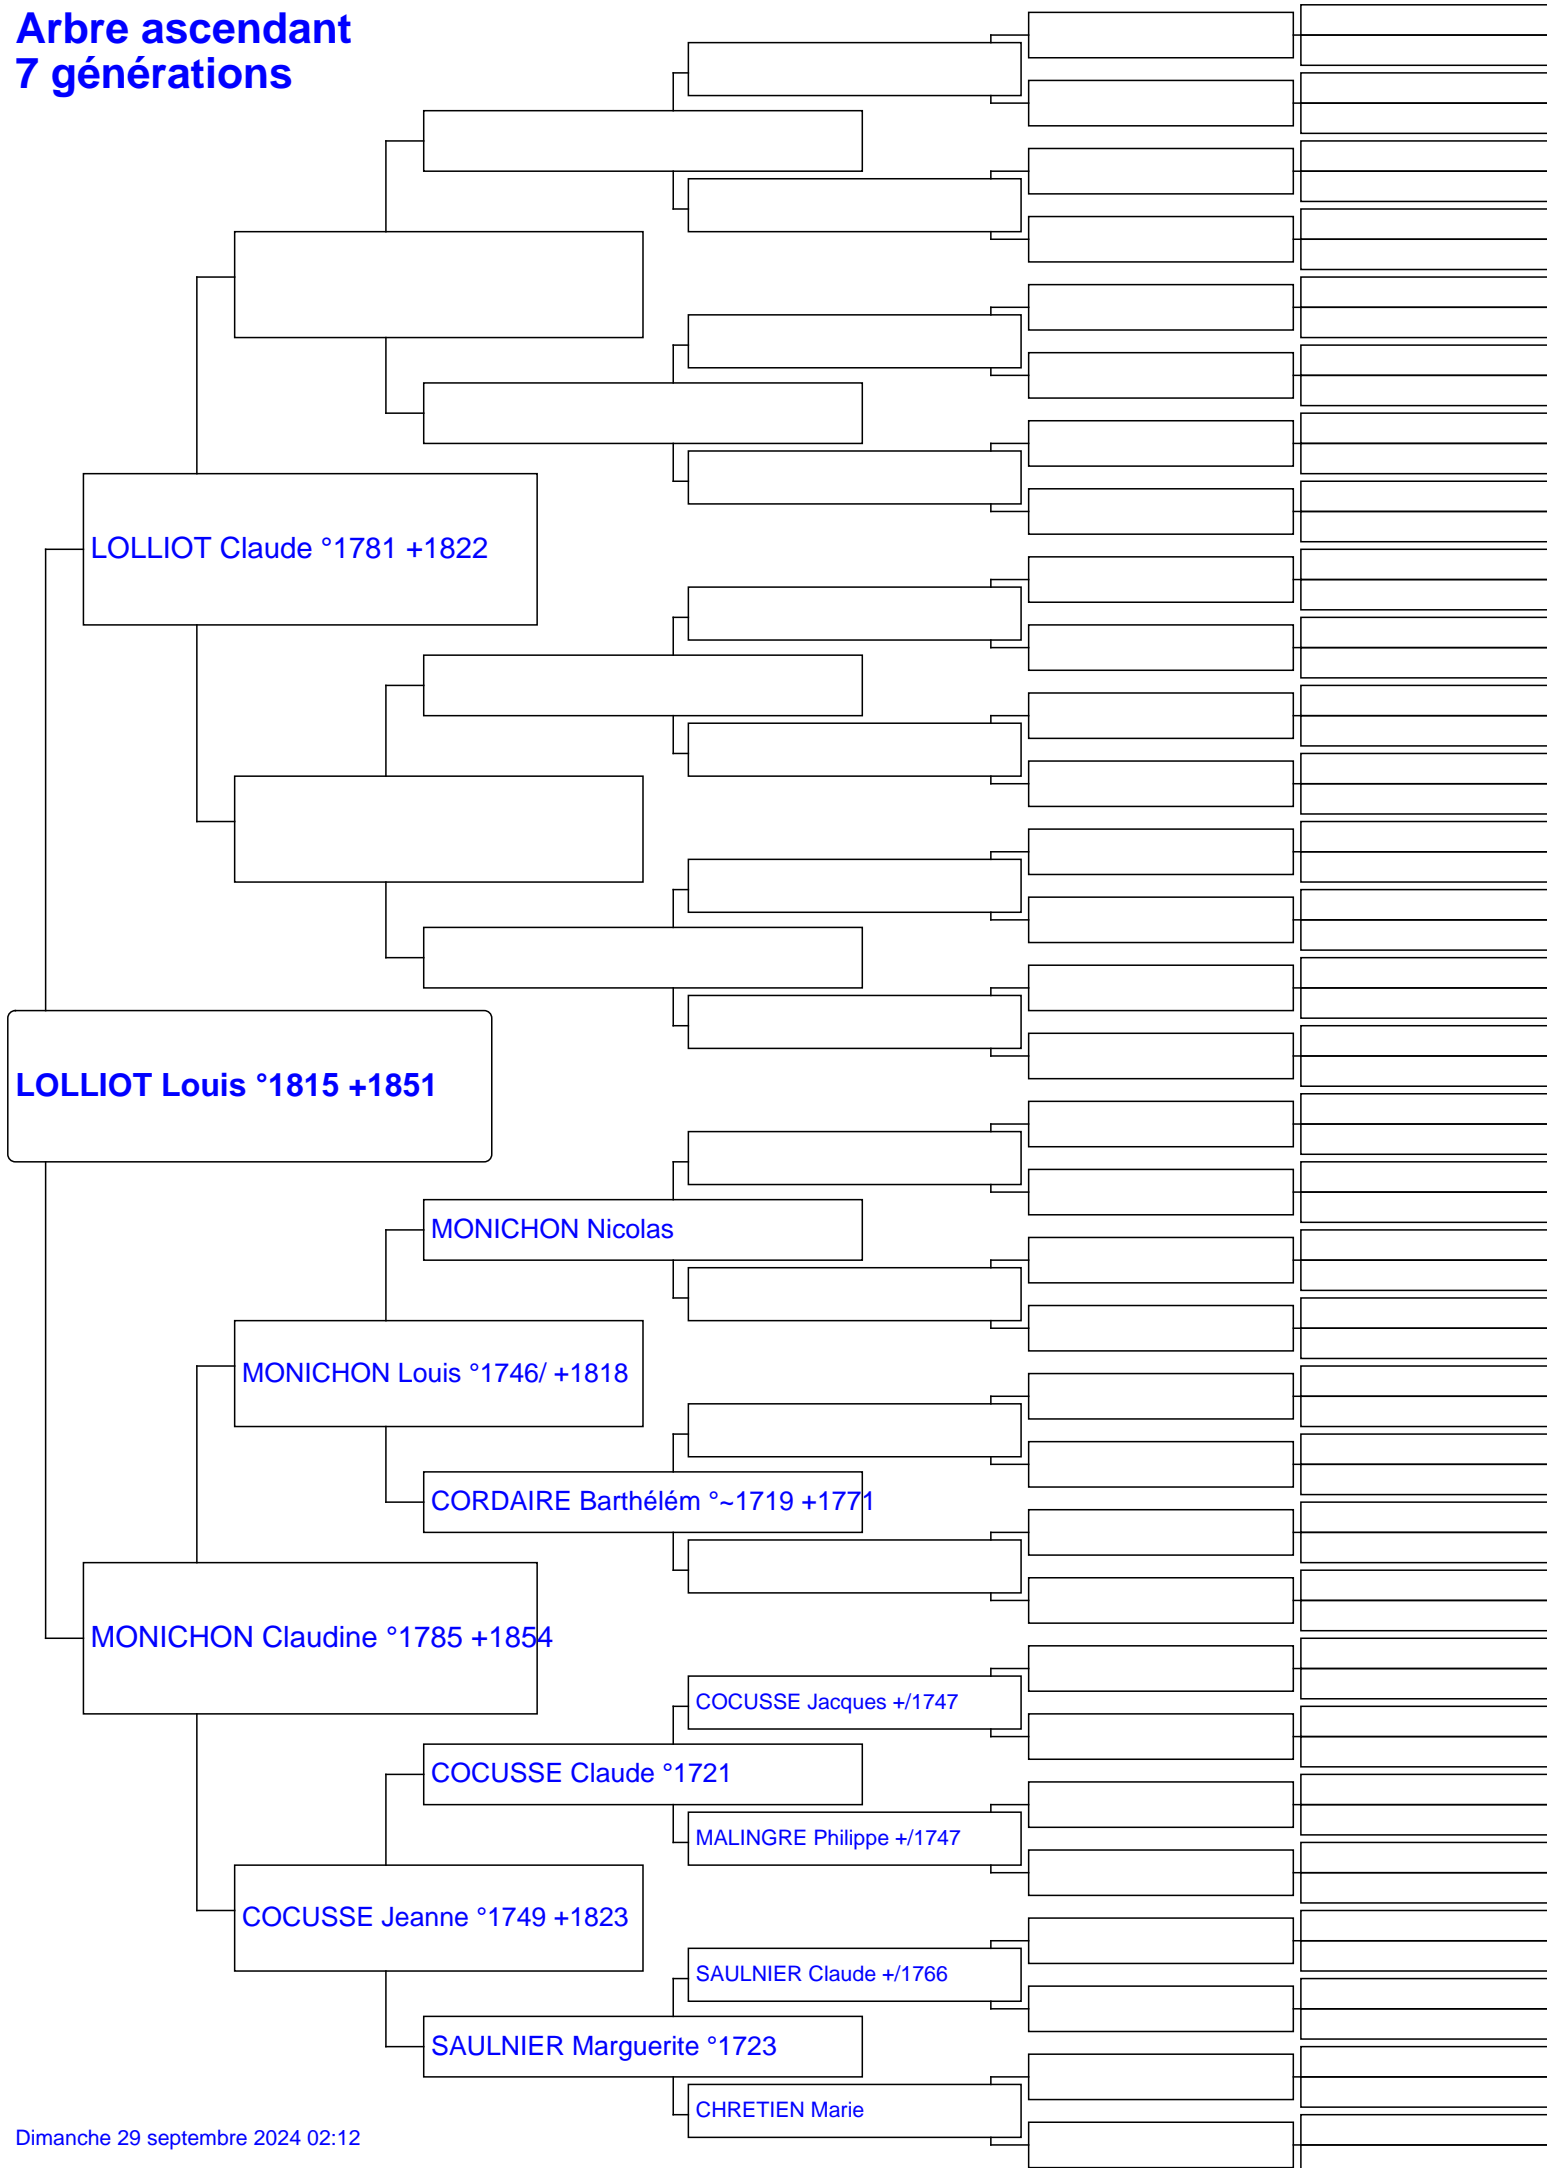 Arbre ascendant
7 générations
LOLLIOT Claude °1781 +1822
LOLLIOT Louis °1815 +1851
MONICHON Nicolas
MONICHON Louis °1746/ +1818
CORDAIRE Barthélém °~1719 +1771
MONICHON Claudine °1785 +1854
COCUSSE Jacques +/1747
COCUSSE Claude °1721
MALINGRE Philippe +/1747
COCUSSE Jeanne °1749 +1823
SAULNIER Claude +/1766
SAULNIER Marguerite °1723
CHRETIEN Marie
Dimanche 29 septembre 2024 02:12